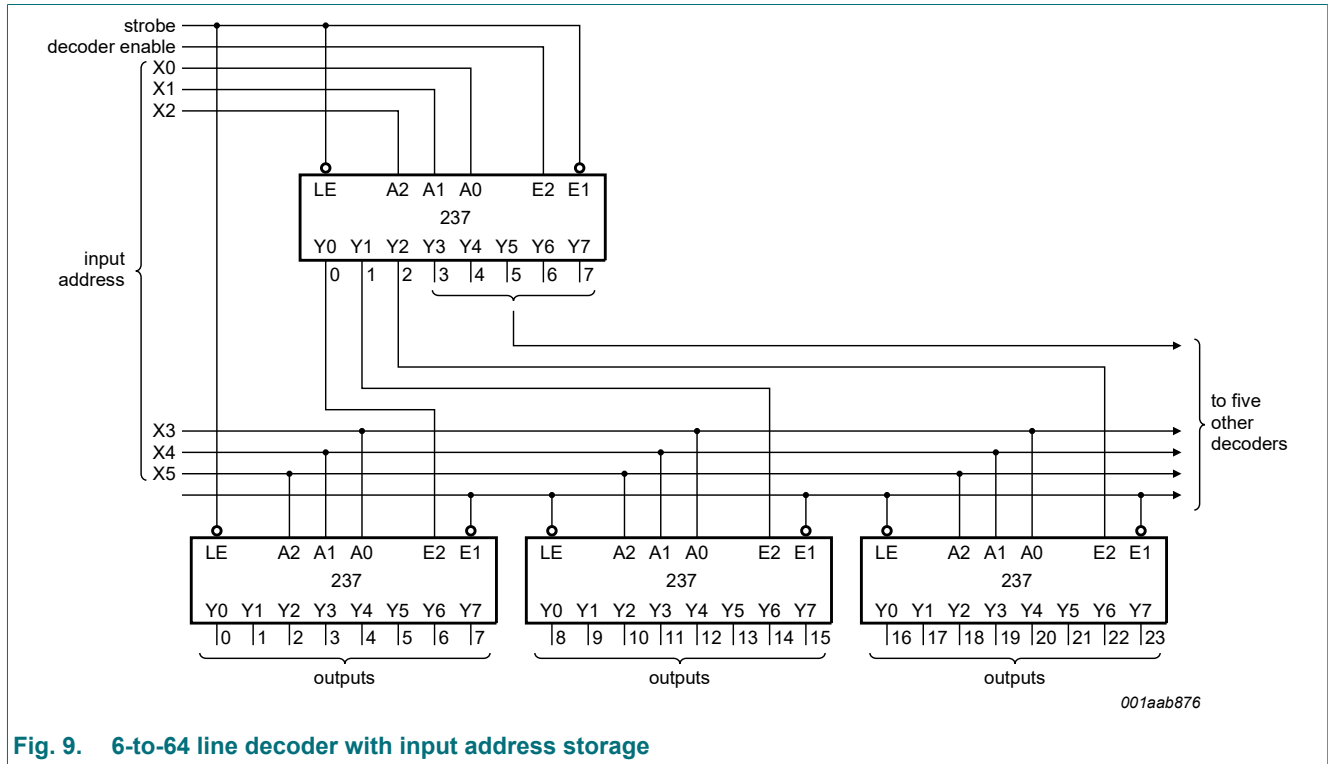 strobe
decoder enable
X0
X1
X2
LE A2 A1 A0 E2 E1
237
Y0 Y1 Y2 Y3 Y4 Y5 Y6 Y7
0 1 2 3 4 5 6 7
input
address
to five
other
decoders
X3
X4
X5
LE A2 A1 A0 E2 E1
237
Y0 Y1 Y2 Y3 Y4 Y5 Y6 Y7
0 1 2 3 4 5 6 7
outputs
LE A2 A1 A0 E2 E1
237
Y0 Y1 Y2 Y3 Y4 Y5 Y6 Y7
8 9 10 11 12 13 14 15
outputs
LE A2 A1 A0 E2 E1
237
Y0 Y1 Y2 Y3 Y4 Y5 Y6 Y7
16 17 18 19 20 21 22 23
outputs
001aab876
Fig. 9. 6-to-64 line decoder with input address storage